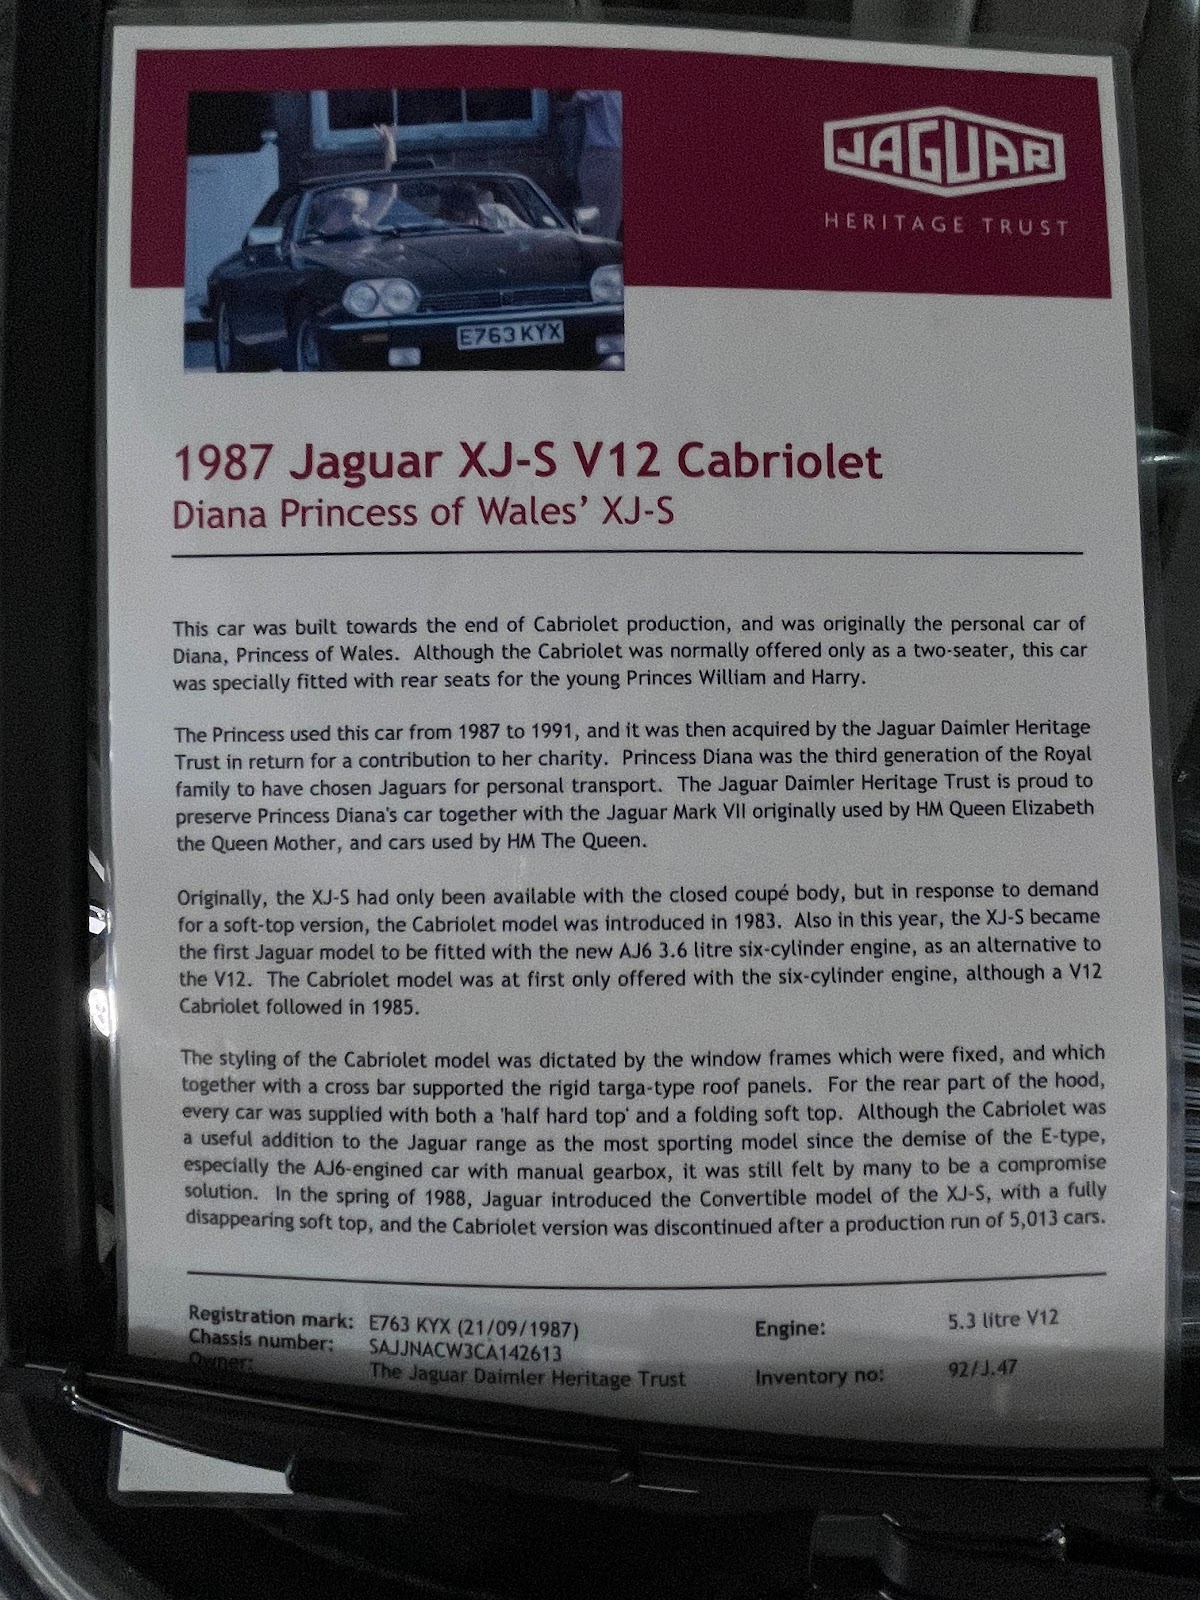 JAGUAR
HERITAGE TRUST
E763 KYX
1987 Jaguar XJ-S V12 Cabriolet
Diana Princess of Wales’ XJ-S
This car was built towards the end of Cabriolet production, and was originally the personal car of
Diana, Princess of Wales. Although the Cabriolet was normally offered only as a two-seater, this car
was specially fitted with rear seats for the young Princes William and Harry.
The Princess used this car from 1987 to 1991, and it was then acquired by the Jaguar Daimler Heritage
Trust in return for a contribution to her charity. Princess Diana was the third generation of the Royal
family to have chosen Jaguars for personal transport. The Jaguar Daimler Heritage Trust is proud to
preserve Princess Diana's car together with the Jaguar Mark VII originally used by HM Queen Elizabeth
the Queen Mother, and cars used by HM The Queen.
Originally, the XJ-S had only been available with the closed coupé body, but in response to demand
for a soft-top version, the Cabriolet model was introduced in 1983. Also in this year, the XJ-S became
the first Jaguar model to be fitted with the new AJ6 3.6 litre six-cylinder engine, as an alternative to
the V12. The Cabriolet model was at first only offered with the six-cylinder engine, although a V12
Cabriolet followed in 1985.
The styling of the Cabriolet model was dictated by the window frames which were fixed, and which
together with a cross bar supported the rigid targa-type roof panels. For the rear part of the hood,
every car was supplied with both a 'half hard top' and a folding soft top. Although the Cabriolet was
a useful addition to the Jaguar range as the most sporting model since the demise of the E-type,
especially the AJ6-engined car with manual gearbox, it was still felt by many to be a compromise
solution. In the spring of 1988, Jaguar introduced the Convertible model of the XJ-S, with a fully
disappearing soft top, and the Cabriolet version was discontinued after a production run of 5,013 cars.
Registration mark: E763 KYX (21/09/1987) Engine: 5.3 litre V12
Chassis number: SAJJNACW3CA142613
Owner: The Jaguar Daimler Heritage Trust Inventory no: 92/J.47